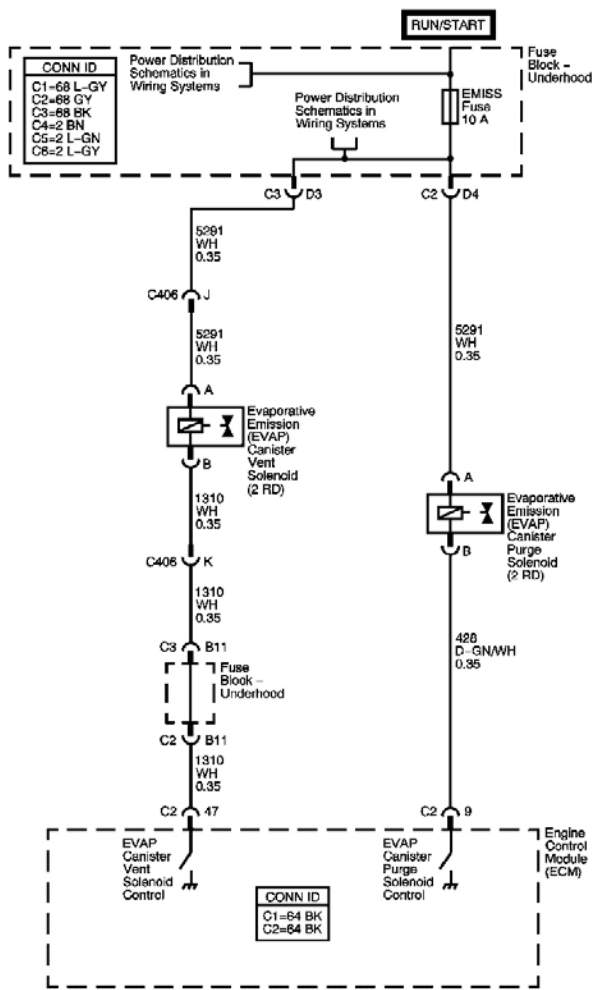 RUN/START
Fuse
Block –
Underhood
CONN ID
C1=68 L-GY
C2=68 GY
C3=68 BK
C4=2 BN
C5=2 L-GN
C6=2 L-GY
Power Distribution
Schematics in
Wiring Systems
Power Distribution
Schematics in
Wiring Systems
EMISS
Fuse
10 A
C3 D3
C2 D4
5291
WH
0.35
C406 J
5291
WH
0.35
5291
WH
0.35
A
Evaporative
Emission
(EVAP)
Canister
Vent
Solenoid
(2 RD)
B
A
Evaporative
Emission
(EVAP)
Canister
Purge
Solenoid
(2 RD)
B
1310
WH
0.35
C406 K
1310
WH
0.35
C3 B11
Fuse
Block –
Underhood
C2 B11
1310
WH
0.35
428
D-GN/WH
0.35
C2 47
C2 9
Engine
Control
Module
(ECM)
EVAP
Canister
Vent
Solenoid
Control
EVAP
Canister
Purge
Solenoid
Control
CONN ID
C1=64 BK
C2=64 BK